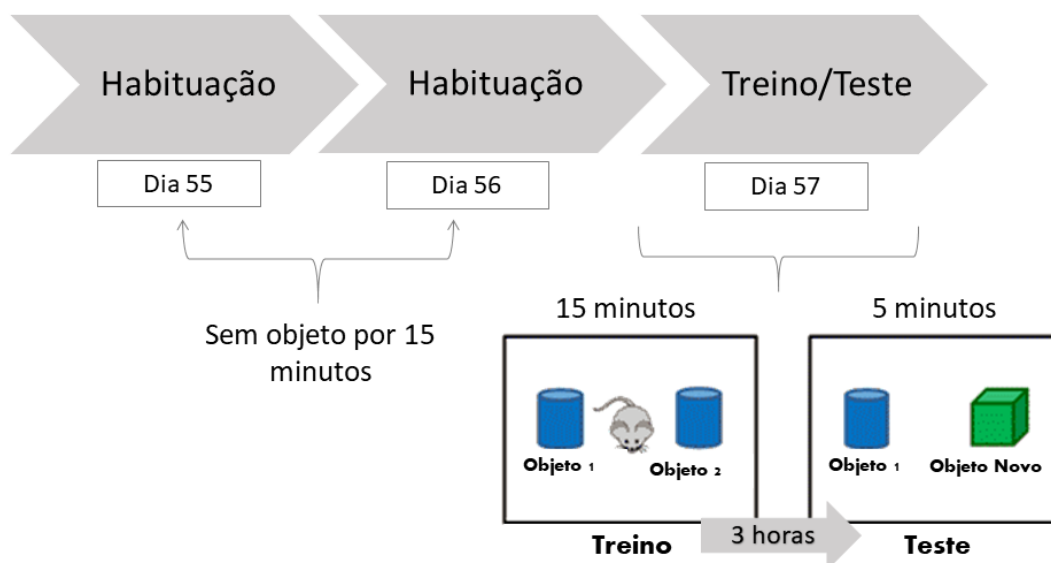 Habituação
Habituação
Treino/Teste
Dia 55
Dia 56
Dia 57
Sem objeto por 15
minutos
15 minutos
5 minutos
Objeto 1
Objeto 2
Objeto 1
Objeto Novo
Treino
3 horas
Teste